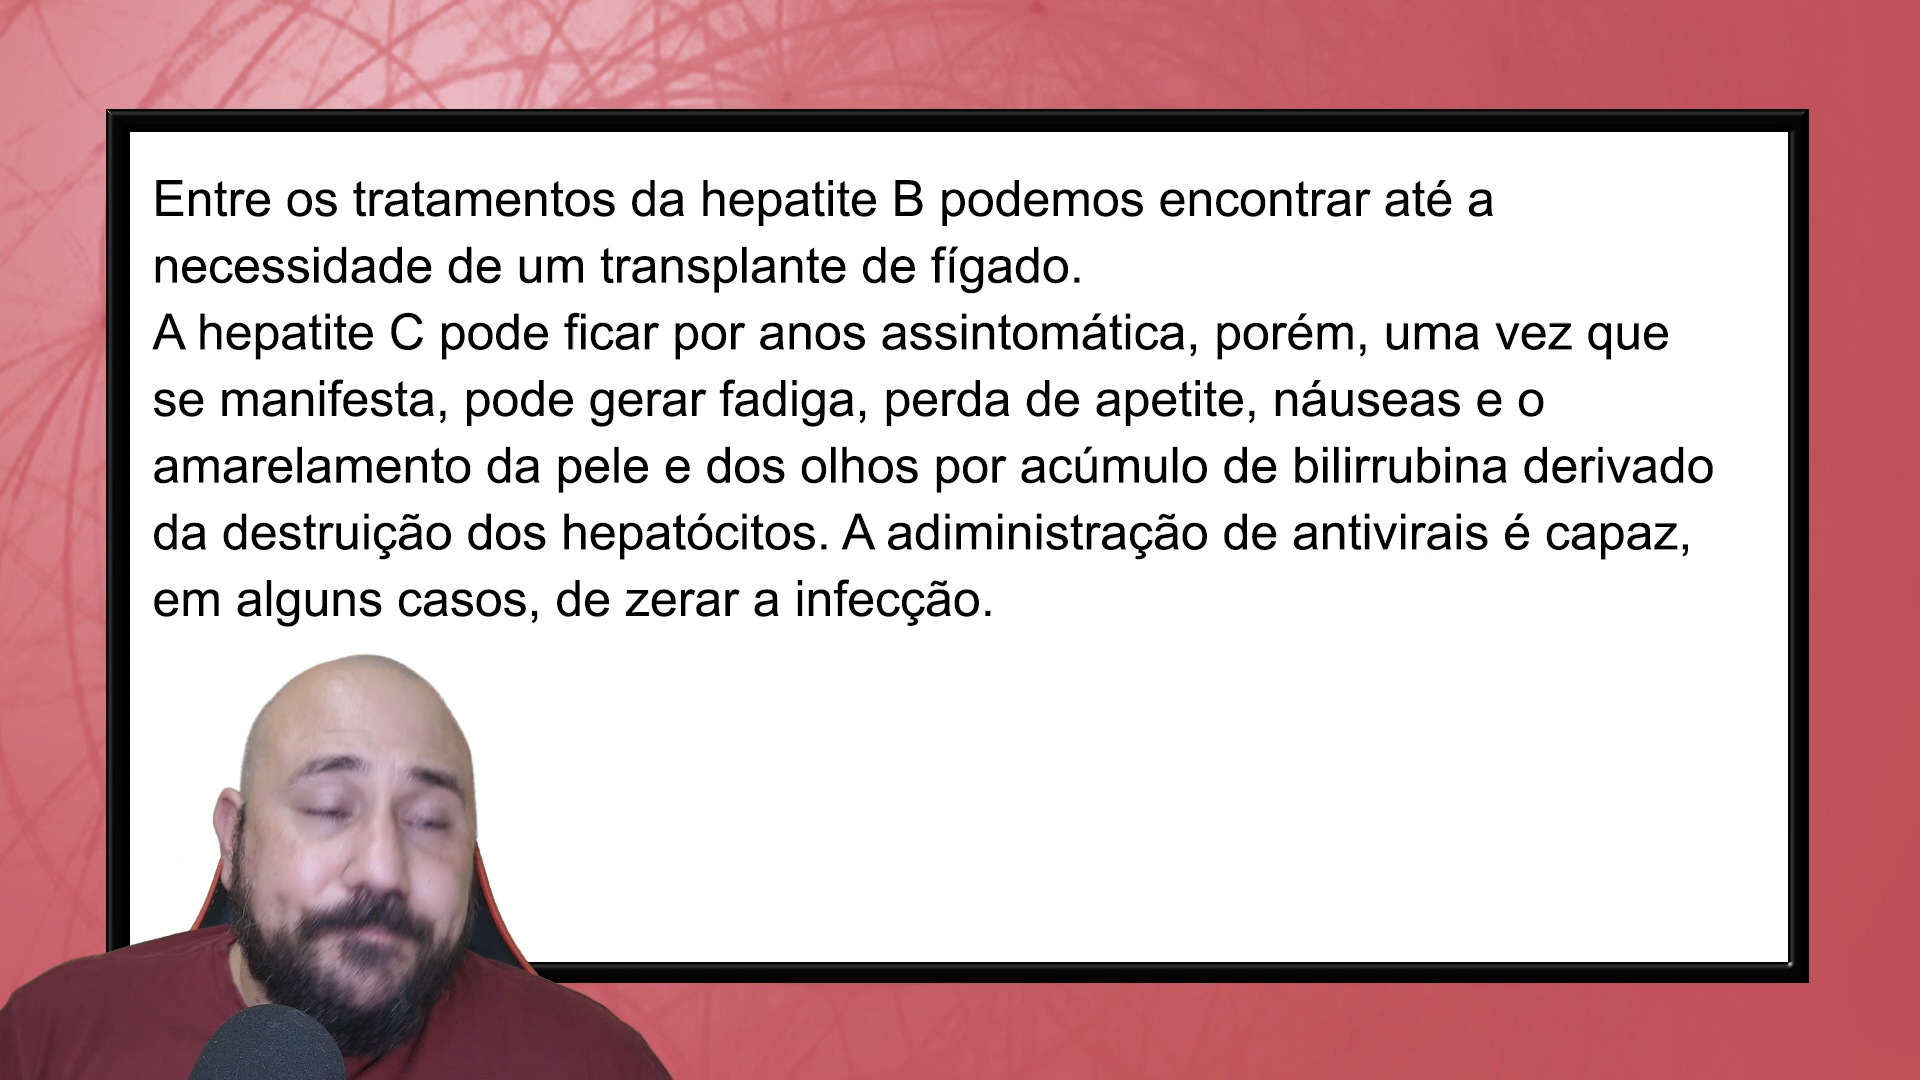 Entre os tratamentos da hepatite B podemos encontrar até a
necessidade de um transplante de fígado.
A hepatite C pode ficar por anos assintomática, porém, uma vez que
se manifesta, pode gerar fadiga, perda de apetite, náuseas e o
amarelamento da pele e dos olhos por acúmulo de bilirrubina derivado
da destruição dos hepatócitos. A adiministração de antivirais é capaz,
em alguns casos, de zerar a infecção.